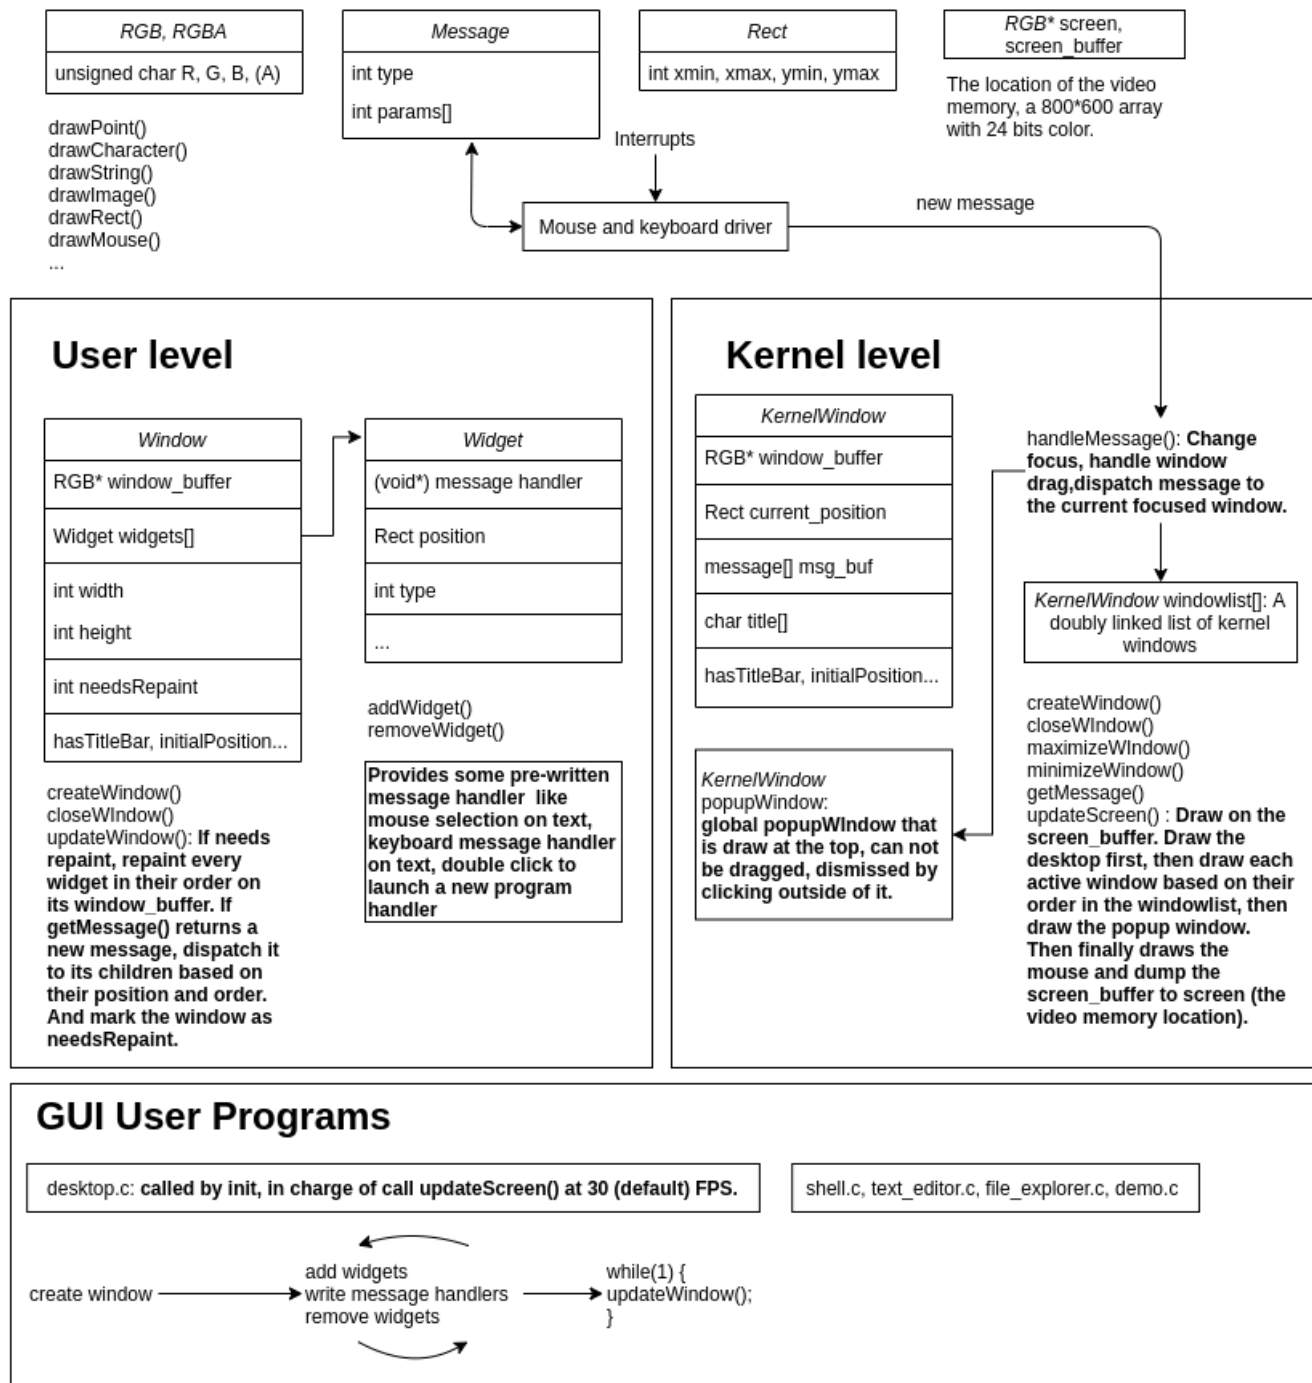 RGB, RGBA
unsigned char R, G, B, (A)
drawPoint()
drawCharacter()
drawString()
drawImage()
drawRect()
drawMouse()
...
Message
int type
int params[]
Rect
int xmin, xmax, ymin, ymax
RGB* screen,
screen_buffer
The location of the video
memory, a 800*600 array
with 24 bits color.
Interrupts
Mouse and keyboard driver
new message
User level
Window
RGB* window_buffer
Widget widgets[]
int width
int height
int needsRepaint
hasTitleBar, initialPosition...
createWindow()
closeWIndow()
updateWindow(): If needs
repaint, repaint every
widget in their order on
its window_buffer. If
getMessage() returns a
new message, dispatch it
to its children based on
their position and order.
And mark the window as
needsRepaint.
Widget
(void*) message handler
Rect position
int type
...
addWidget()
removeWidget()
Provides some pre-written
message handler like
mouse selection on text,
keyboard message handler
on text, double click to
launch a new program
handler
Kernel level
KernelWindow
RGB* window_buffer
Rect current_position
message[] msg_buf
char title[]
hasTitleBar, initialPosition...
KernelWindow
popupWindow:
global popupWIndow that
is draw at the top, can not
be dragged, dismissed by
clicking outside of it.
handleMessage(): Change
focus, handle window
drag,dispatch message to
the current focused window.
KernelWindow windowlist[]: A
doubly linked list of kernel
windows
createWindow()
closeWIndow()
maximizeWIndow()
minimizeWindow()
getMessage()
updateScreen() : Draw on the
screen_buffer. Draw the
desktop first, then draw each
active window based on their
order in the windowlist, then
draw the popup window.
Then finally draws the
mouse and dump the
screen_buffer to screen (the
video memory location).
GUI User Programs
desktop.c: called by init, in charge of call updateScreen() at 30 (default) FPS.
shell.c, text_editor.c, file_explorer.c, demo.c
create window
add widgets
write message handlers
remove widgets
while(1) {
updateWindow();
}